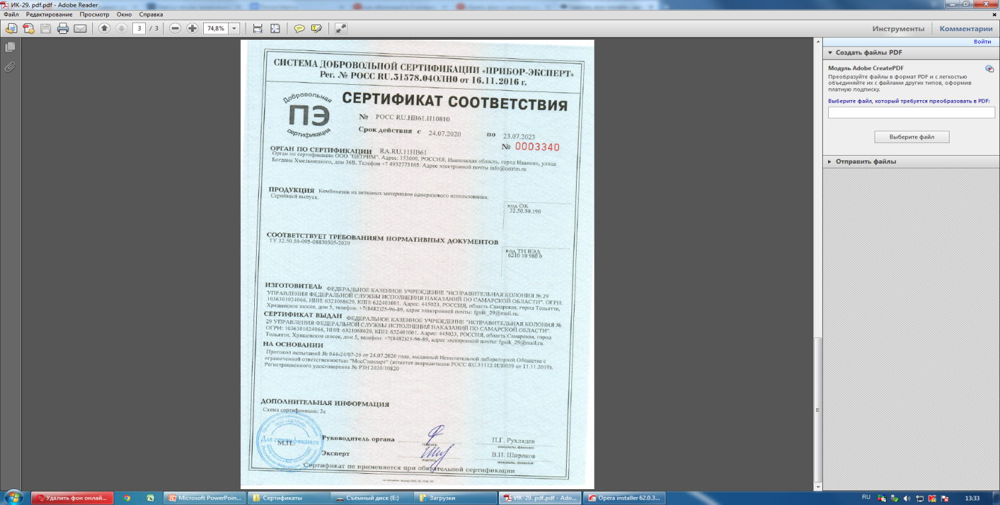 ИК-29. pdf.pdf - Adobe Reader
Файл Редактирование Просмотр Окно Справка
3 / 3 74,8% Инструменты Комментарии
Войти
СИСТЕМА ДОБРОВОЛЬНОЙ СЕРТИФИКАЦИИ «ПРИБОР-ЭКСПЕРТ»
Рег. № РОСС RU.31578.04ОЛН0 от 16.11.2016 г.
Добровольная
ПЭ
сертификация
СЕРТИФИКАТ СООТВЕТСТВИЯ
№ РОСС RU.НВ61.Н10810
Срок действия с 24.07.2020 по 23.07.2023
№ 0003340
ОРГАН ПО СЕРТИФИКАЦИИ RA.RU.11НВ61
Орган по сертификации ООО "ЦЕТРИМ". Адрес: 153000, РОССИЯ, Ивановская область, город Иваново, улица
Богдана Хмельницкого, дом 36В, Телефон +7 4932773165. Адрес электронной почты info@cetrim.ru
ПРОДУКЦИЯ Комбинезон из нетканых материалов одноразового использования.
Серийный выпуск.
код ОК
32.50.50.190
СООТВЕТСТВУЕТ ТРЕБОВАНИЯМ НОРМАТИВНЫХ ДОКУМЕНТОВ
ТУ 32.50.50-095-08830505-2020
код ТН ВЭД
6210 10 980 0
ИЗГОТОВИТЕЛЬ ФЕДЕРАЛЬНОЕ КАЗЕННОЕ УЧРЕЖДЕНИЕ "ИСПРАВИТЕЛЬНАЯ КОЛОНИЯ № 29
УПРАВЛЕНИЯ ФЕДЕРАЛЬНОЙ СЛУЖБЫ ИСПОЛНЕНИЯ НАКАЗАНИЙ ПО САМАРСКОЙ ОБЛАСТИ". ОГРН:
1036301024066, ИНН: 6321068629, КПП: 632401001. Адрес: 445023, РОССИЯ, область Самарская, город Тольятти,
Хрящевское шоссе, дом 5, телефон: +7(8482)25-96-89, адрес электронной почты: fguik_29@mail.ru.
СЕРТИФИКАТ ВЫДАН ФЕДЕРАЛЬНОЕ КАЗЕННОЕ УЧРЕЖДЕНИЕ "ИСПРАВИТЕЛЬНАЯ КОЛОНИЯ №
29 УПРАВЛЕНИЯ ФЕДЕРАЛЬНОЙ СЛУЖБЫ ИСПОЛНЕНИЯ НАКАЗАНИЙ ПО САМАРСКОЙ ОБЛАСТИ".
ОГРН: 1036301024066, ИНН: 6321068629, КПП: 632401001. Адрес: 445023, РОССИЯ, область Самарская, город
Тольятти, Хрящевское шоссе, дом 5, телефон: +7(8482)25-96-89, адрес электронной почты: fguik_29@mail.ru.
НА ОСНОВАНИИ
Протокол испытаний № 044-24/07-20 от 24.07.2020 года, выданный Испытательной лабораторией Общества с
ограниченной ответственностью "МосСтандарт" (аттестат аккредитации РОСС RU.31112.ИЛ0039 от 11.11.2019),
Регистрационного удостоверения № РЗН 2020/10820
ДОПОЛНИТЕЛЬНАЯ ИНФОРМАЦИЯ
Схема сертификации: 3с
ООО «ЦЕТРИМ»
Для сертификатов
М.П.
Руководитель органа
подпись
П.Г. Рухлядев
инициалы, фамилия
Эксперт
подпись
В.П. Широков
инициалы, фамилия
Сертификат не применяется при обязательной сертификации
Создать файлы PDF
Модуль Adobe CreatePDF
Преобразуйте файлы в формат PDF и с легкостью
объединяйте их с файлами других типов, оформив
платную подписку.
Выберите файл, который требуется преобразовать в PDF:
Выберите файл
Отправить файлы
Удалить фон онлай... Microsoft PowerPoin... Сертификаты Съемный диск (E:) Загрузки ИК-29. pdf.pdf - Ado... Opera installer 62.0.3... RU 13:33